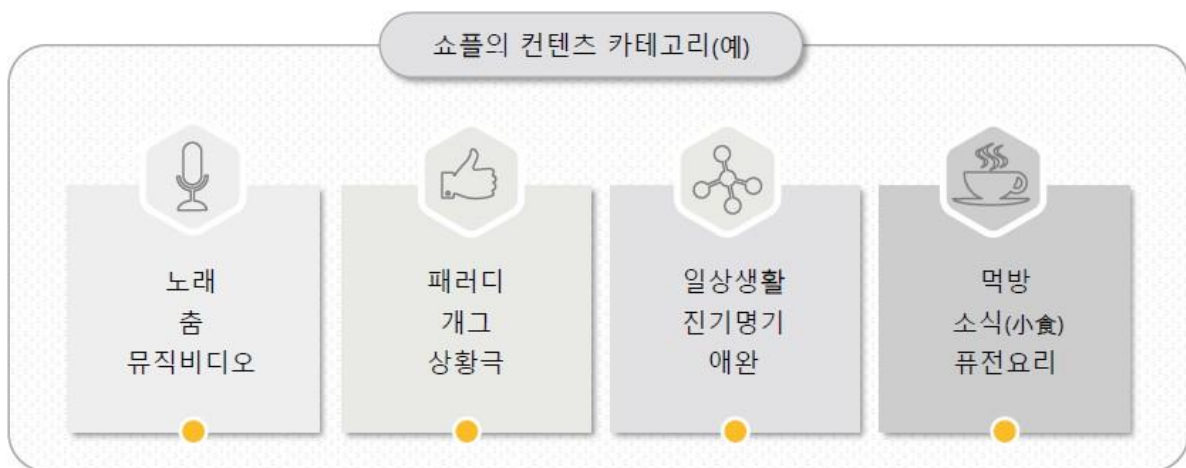 쇼플의 컨텐츠 카테고리(예)
노래
춤
뮤직비디오
패러디
개그
상황극
일상생활
진기명기
애완
먹방
소식(小食)
퓨전요리